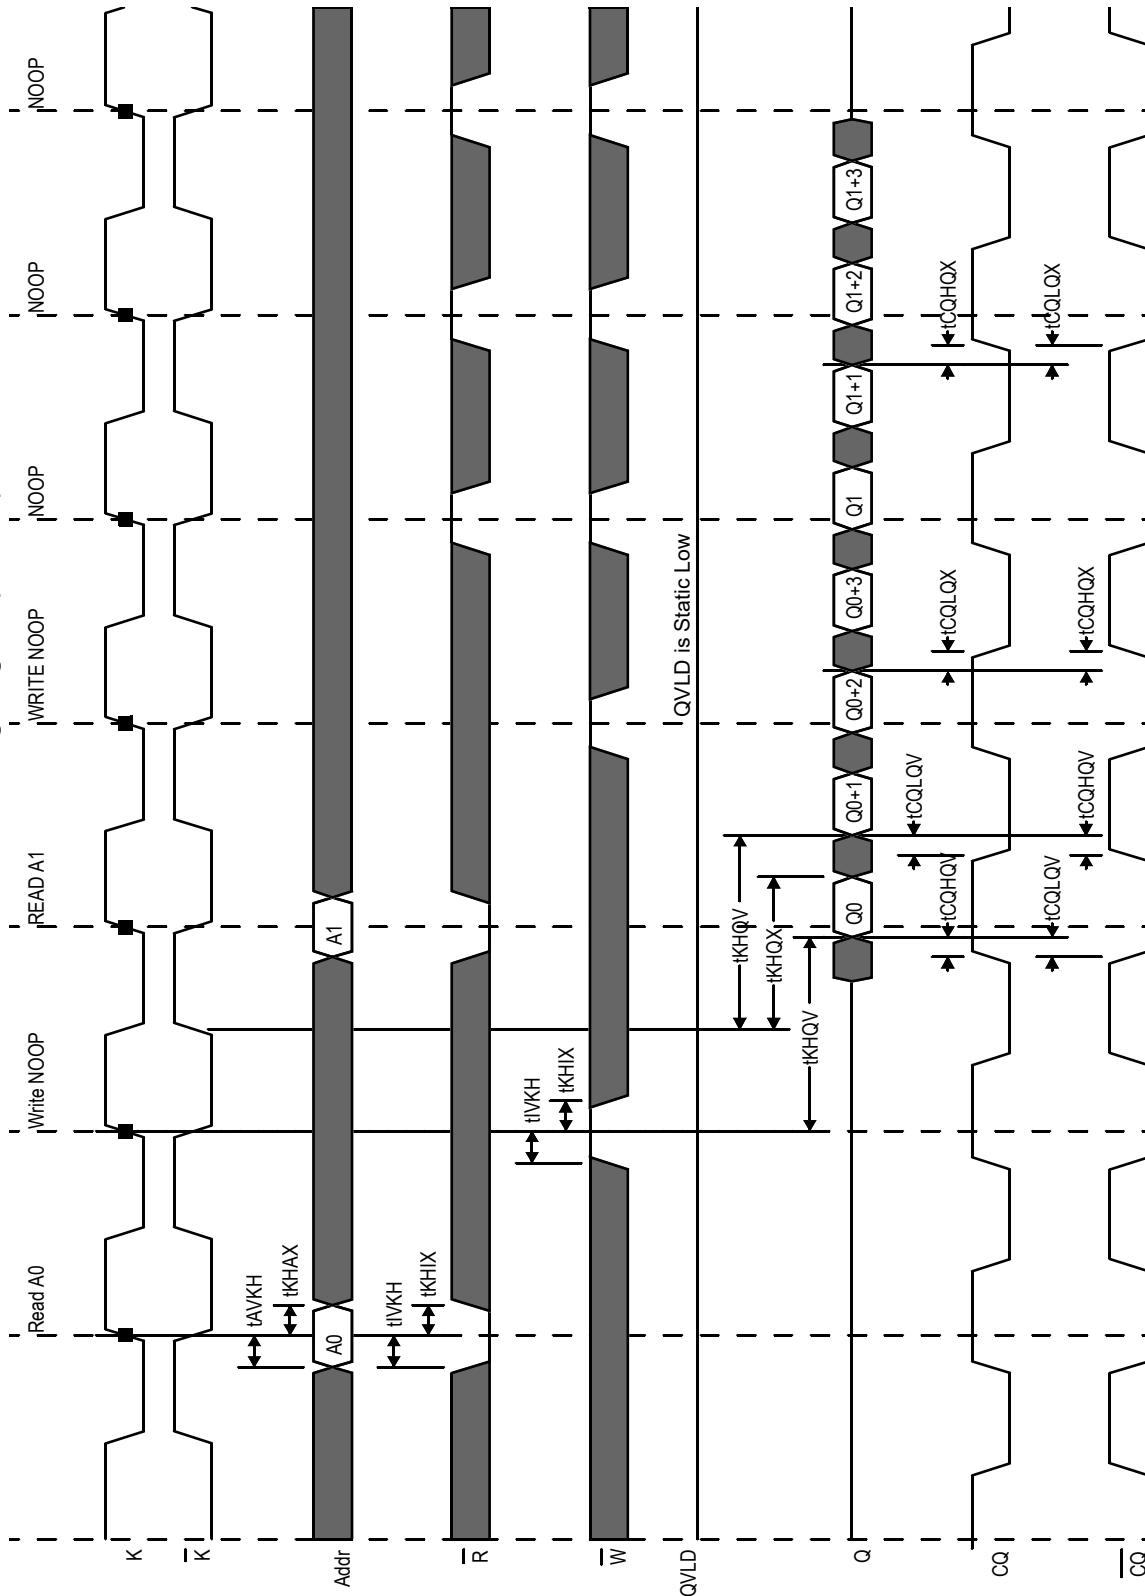 Read A0
Write NOOP
READ A1
WRITE NOOP
NOOP
NOOP
NOOP
K
K
tAVKH
tKHAX
Addr
A0
A1
tIVKH
tKHIX
R
tIVKH
tKHIX
W
QVLD is Static Low
QVLD
tKHQV
tKHQX
tKHQV
Q
Q0
Q0+1
Q0+2
Q0+3
Q1
Q1+1
Q1+2
Q1+3
tCQLQV
tCQHQV
tCQLQX
tCQHQX
CQ
tCQLQV
tCQHQV
tCQHQX
tCQLQX
CQ